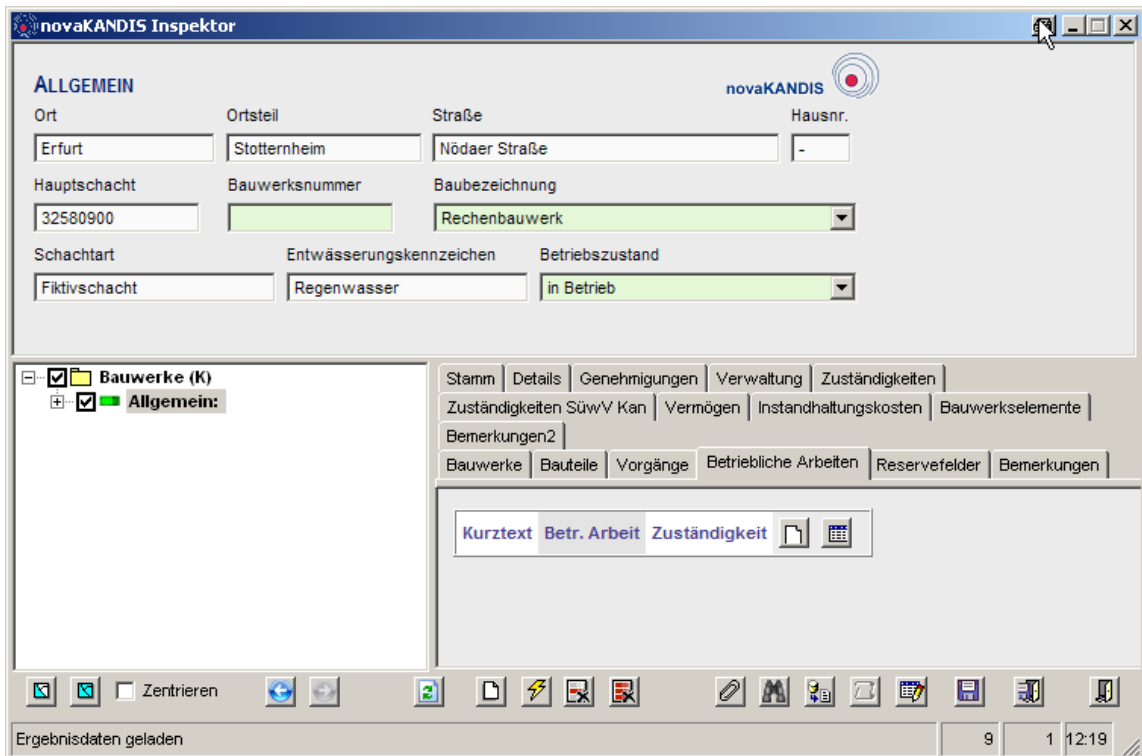 novaKANDIS Inspektor
ALLGEMEIN
novaKANDIS
Ort Ortsteil Straße Hausnr.
Erfurt Stotternheim Nödaer Straße -
Hauptschacht Bauwerksnummer Baubezeichnung
32580900 Rechenbauwerk
Schachtart Entwässerungskennzeichen Betriebszustand
Fiktivschacht Regenwasser in Betrieb
Bauwerke (K)
Allgemein:
Stamm Details Genehmigungen Verwaltung Zuständigkeiten
Zuständigkeiten SüwV Kan Vermögen Instandhaltungskosten Bauwerkselemente
Bemerkungen2
Bauwerke Bauteile Vorgänge Betriebliche Arbeiten Reservefelder Bemerkungen
Kurztext Betr. Arbeit Zuständigkeit
Zentrieren
Ergebnisdaten geladen 9 1 12:19